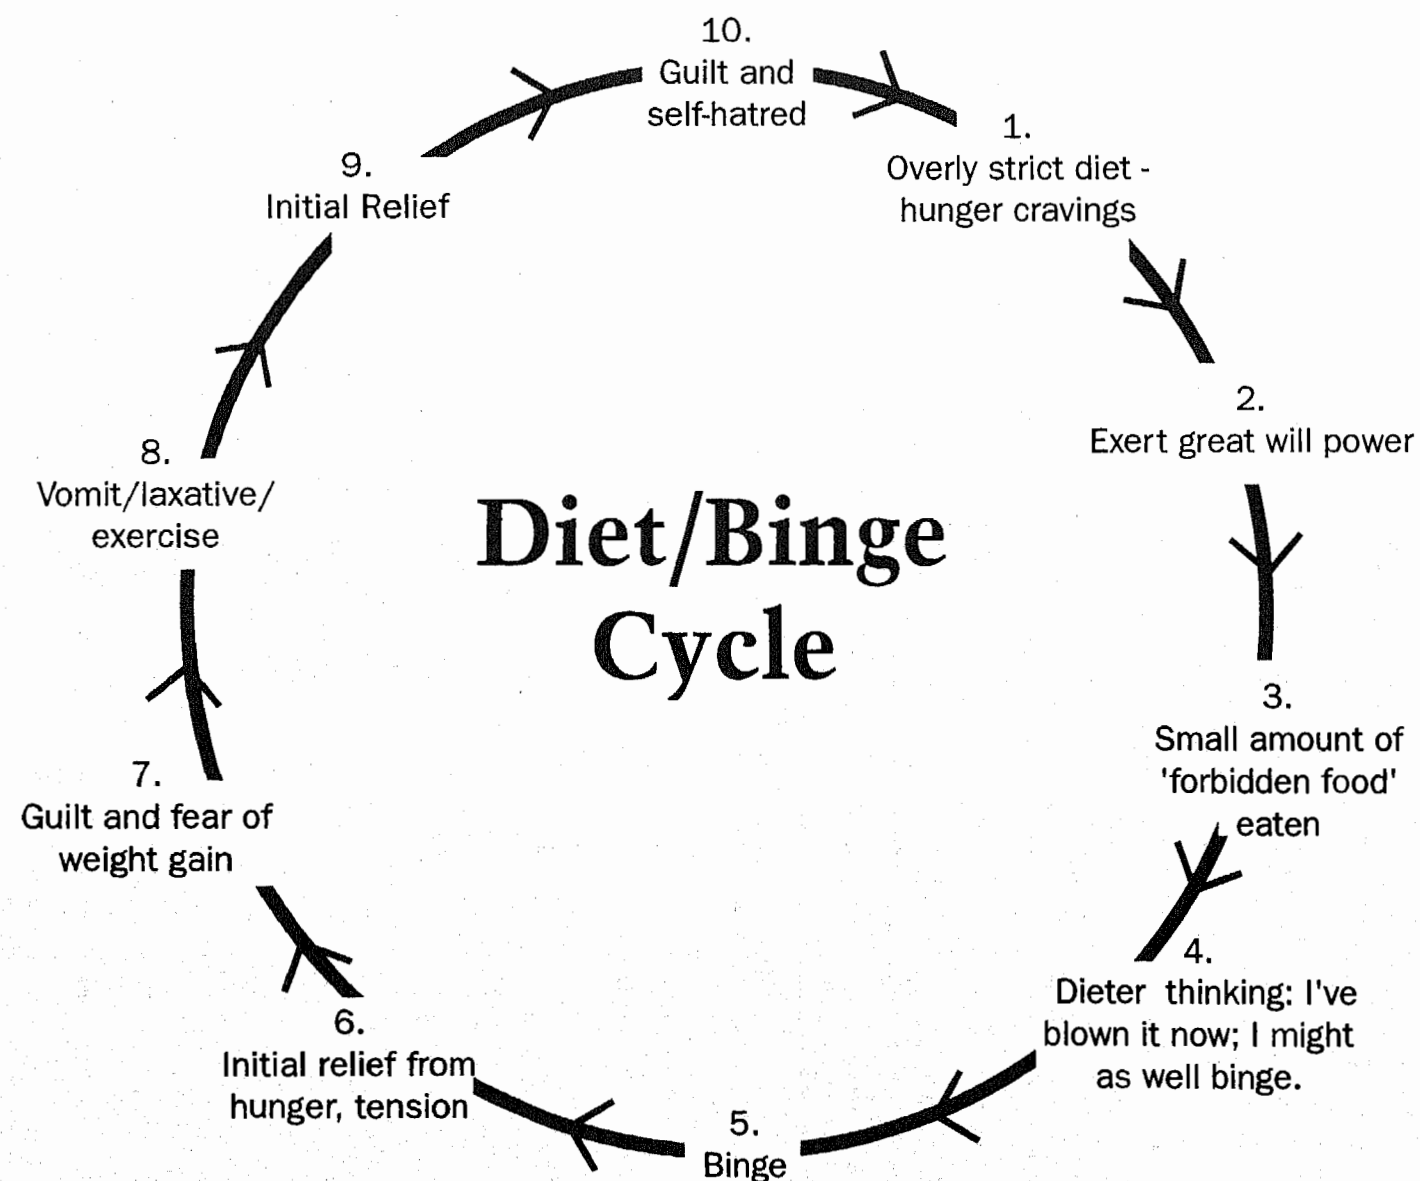 10.
Guilt and
self-hatred
1.
Overly strict diet -
hunger cravings
2.
Exert great will power
3.
Small amount of
'forbidden food'
eaten
4.
Dieter thinking: I've
blown it now; I might
as well binge.
5.
Binge
6.
Initial relief from
hunger, tension
7.
Guilt and fear of
weight gain
8.
Vomit/laxative/
exercise
9.
Initial Relief
Diet/Binge
Cycle